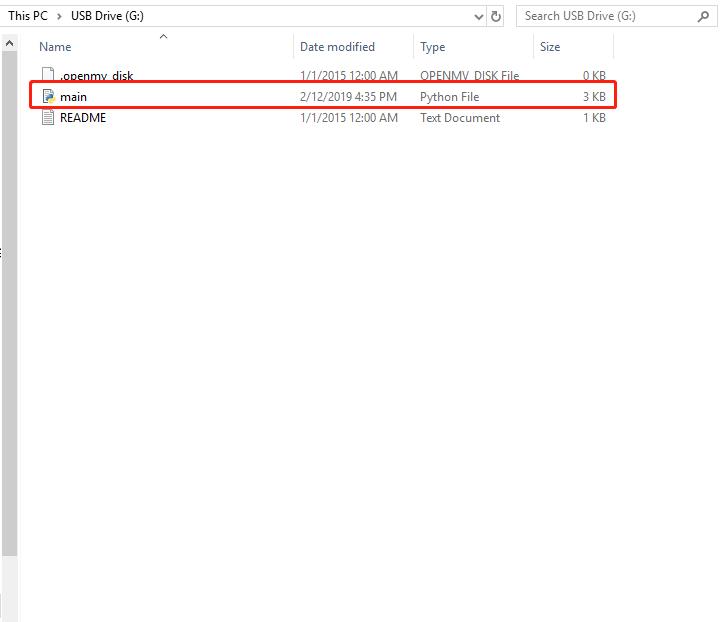 This PC > USB Drive (G:) Search USB Drive (G:)
Name Date modified Type Size
.openmv_disk 1/1/2015 12:00 AM OPENMV_DISK File 0 KB
main 2/12/2019 4:35 PM Python File 3 KB
README 1/1/2015 12:00 AM Text Document 1 KB